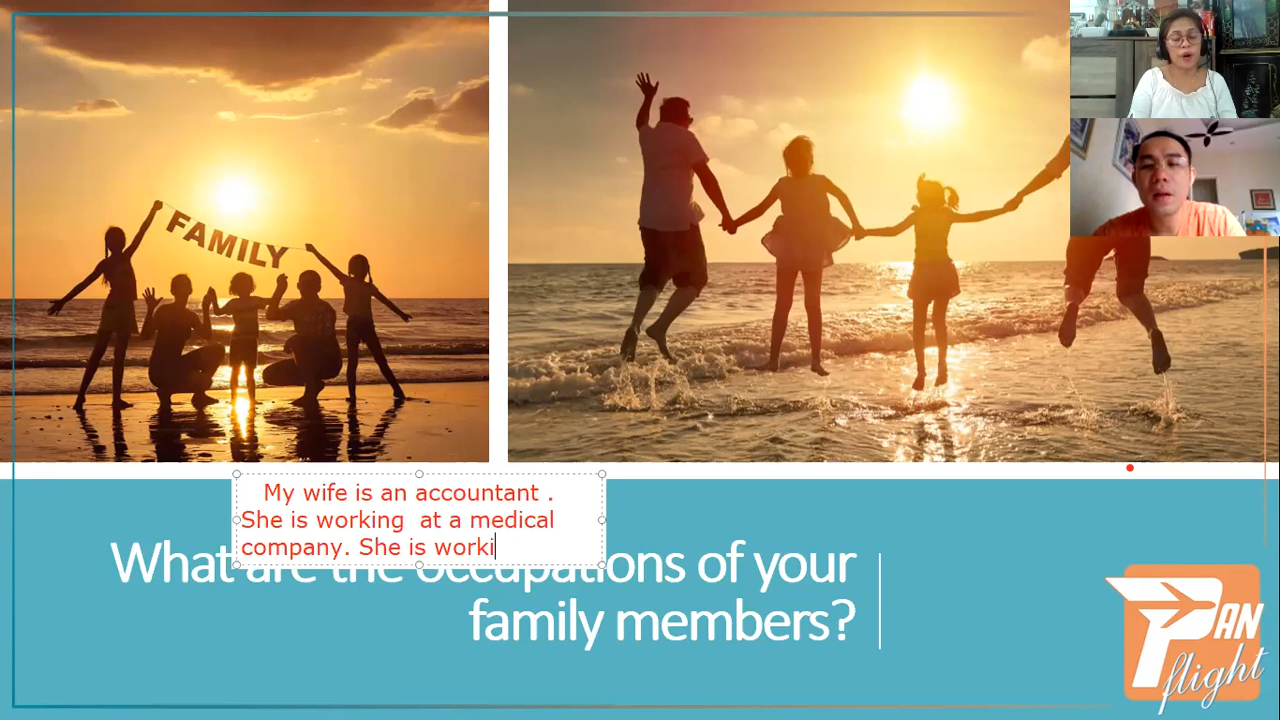 FAMILY
My wife is an accountant .
She is working at a medical
company. She is worki
What are the occupations of your
family members?
PAN
flight